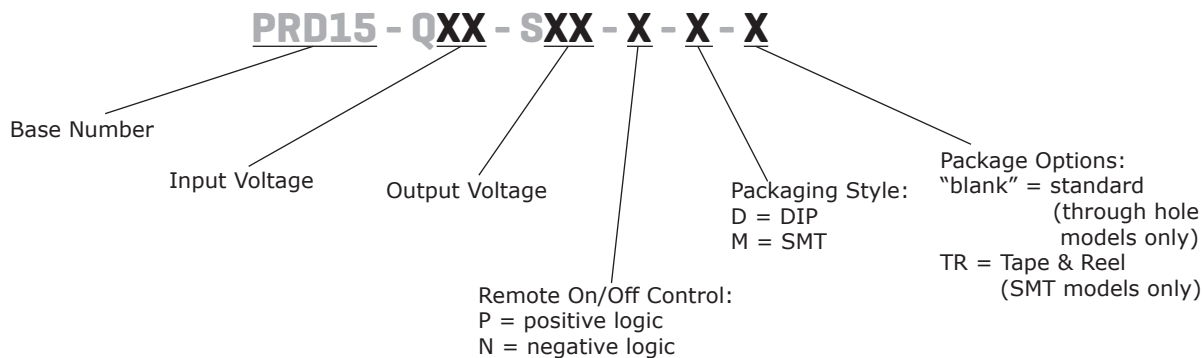 PRD15 - QXX - SXX - X - X - X
Base Number
Input Voltage
Output Voltage
Remote On/Off Control:
P = positive logic
N = negative logic
Packaging Style:
D = DIP
M = SMT
Package Options:
“blank” = standard
(through hole
models only)
TR = Tape & Reel
(SMT models only)